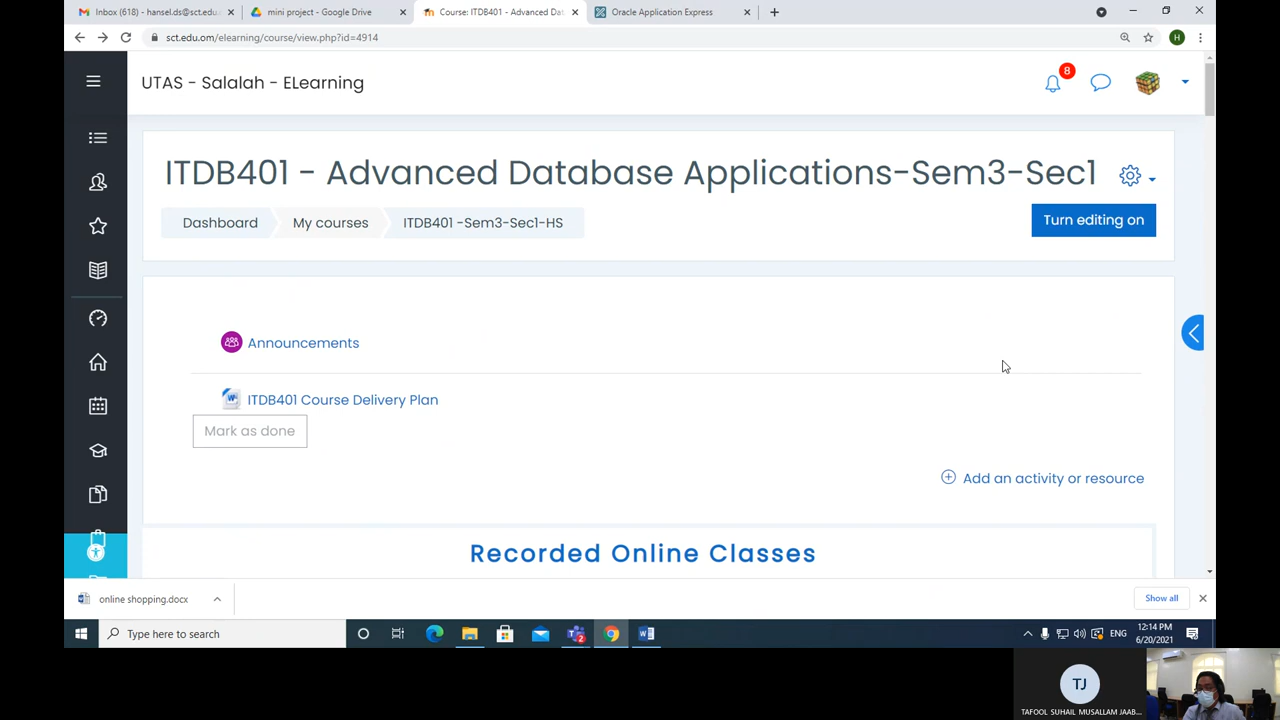 Inbox (618) - hansel.ds@sct.edu.
mini project - Google Drive
Course: ITDB401 - Advanced Dat
Oracle Application Express
sct.edu.om/elearning/course/view.php?id=4914
H
UTAS - Salalah - ELearning
8
ITDB401 - Advanced Database Applications-Sem3-Sec1
Dashboard
My courses
ITDB401 -Sem3-Sec1-HS
Turn editing on
Announcements
ITDB401 Course Delivery Plan
Mark as done
Add an activity or resource
Recorded Online Classes
online shopping.docx
Show all
Type here to search
ENG
12:14 PM
6/20/2021
TJ
TAFOOL SUHAIL MUSALLAM JAAB...